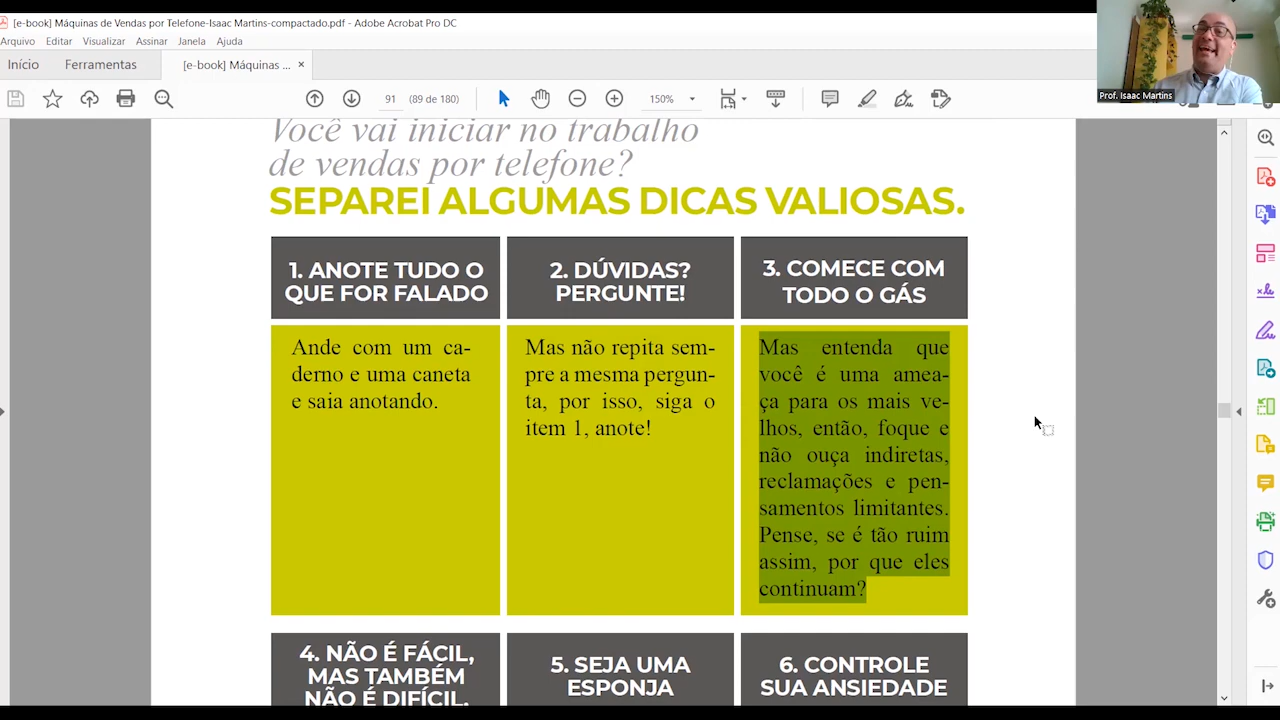 [e-book] Máquinas de Vendas por Telefone-Isaac Martins-compactado.pdf - Adobe Acrobat Pro DC
Arquivo Editar Visualizar Assinar Janela Ajuda
Início Ferramentas [e-book] Máquinas ... ×
91 (89 de 180) 150%
Prof. Isaac Martins
Você vai iniciar no trabalho
de vendas por telefone?
SEPAREI ALGUMAS DICAS VALIOSAS.
1. ANOTE TUDO O
QUE FOR FALADO
Ande com um ca-
derno e uma caneta
e saia anotando.
2. DÚVIDAS?
PERGUNTE!
Mas não repita sem-
pre a mesma pergun-
ta, por isso, siga o
item 1, anote!
3. COMECE COM
TODO O GÁS
Mas entenda que
você é uma amea-
ça para os mais ve-
lhos, então, foque e
não ouça indiretas,
reclamações e pen-
samentos limitantes.
Pense, se é tão ruim
assim, por que eles
continuam?
4. NÃO É FÁCIL,
MAS TAMBÉM
NÃO É DIFÍCIL.
5. SEJA UMA
ESPONJA
6. CONTROLE
SUA ANSIEDADE